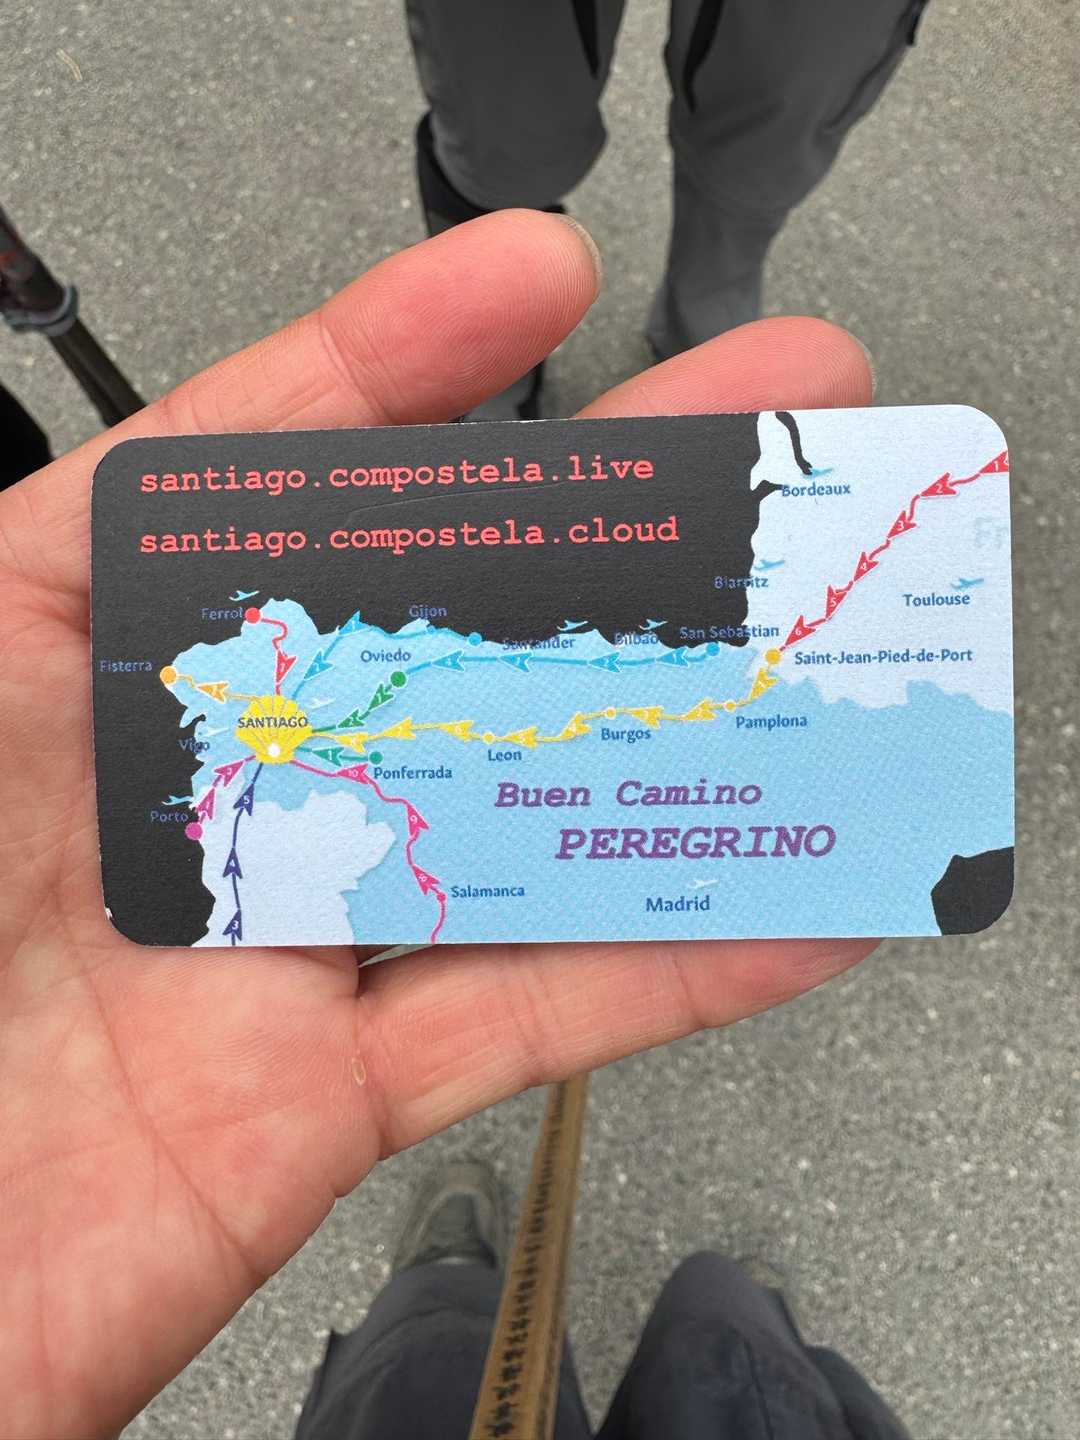 santiago.compostela.live
santiago.compostela.cloud
Bordeaux
Fr
Biarritz
Toulouse
Ferrol
Gijon
Santander
Bilbao
San Sebastian
Oviedo
Saint-Jean-Pied-de-Port
Fisterra
SANTIAGO
Pamplona
Burgos
Leon
Vigo
Ponferrada
Porto
Buen Camino
PEREGRINO
Salamanca
Madrid